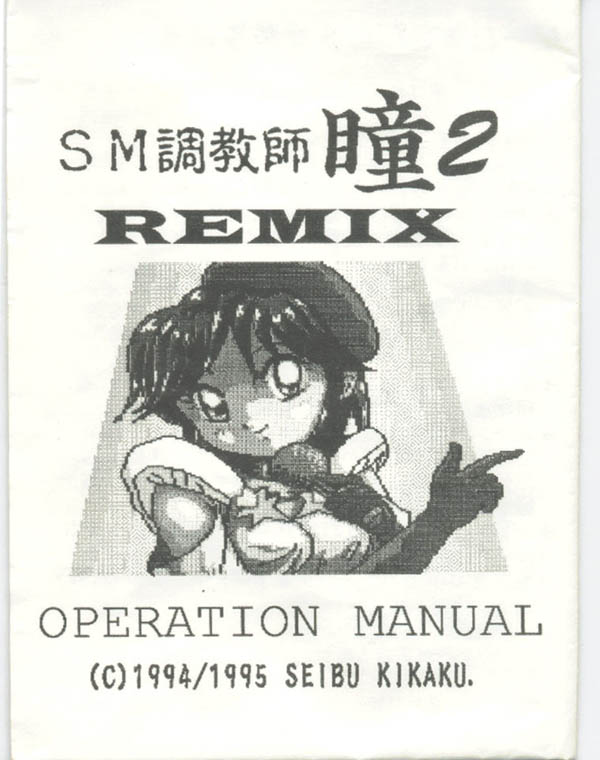 SM調教師 瞳2
REMIX
OPERATION MANUAL
(C)1994/1995 SEIBU KIKAKU.